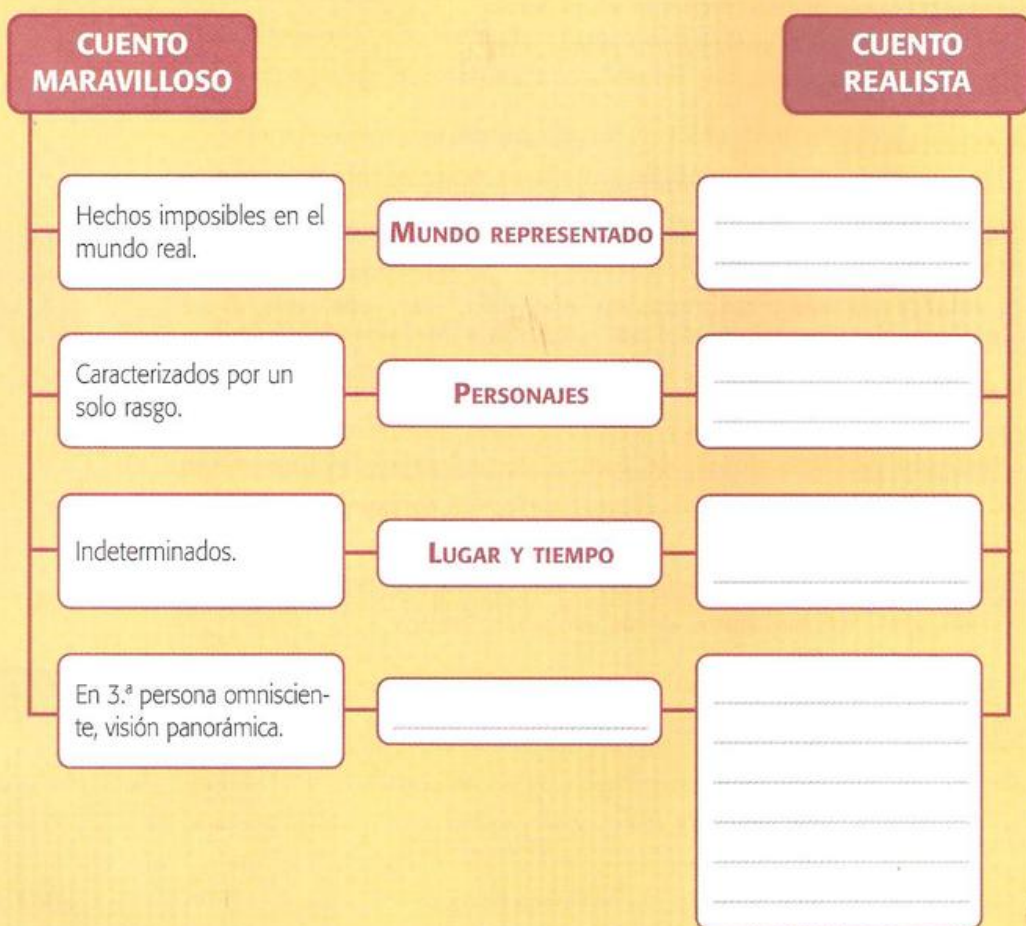 CUENTO
MARAVILLOSO
CUENTO
REALISTA
Hechos imposibles en el
mundo real.
MUNDO REPRESENTADO
Caracterizados por un
solo rasgo.
PERSONAJES
Indeterminados.
LUGAR Y TIEMPO
En 3.ª persona omniscien-
te, visión panorámica.